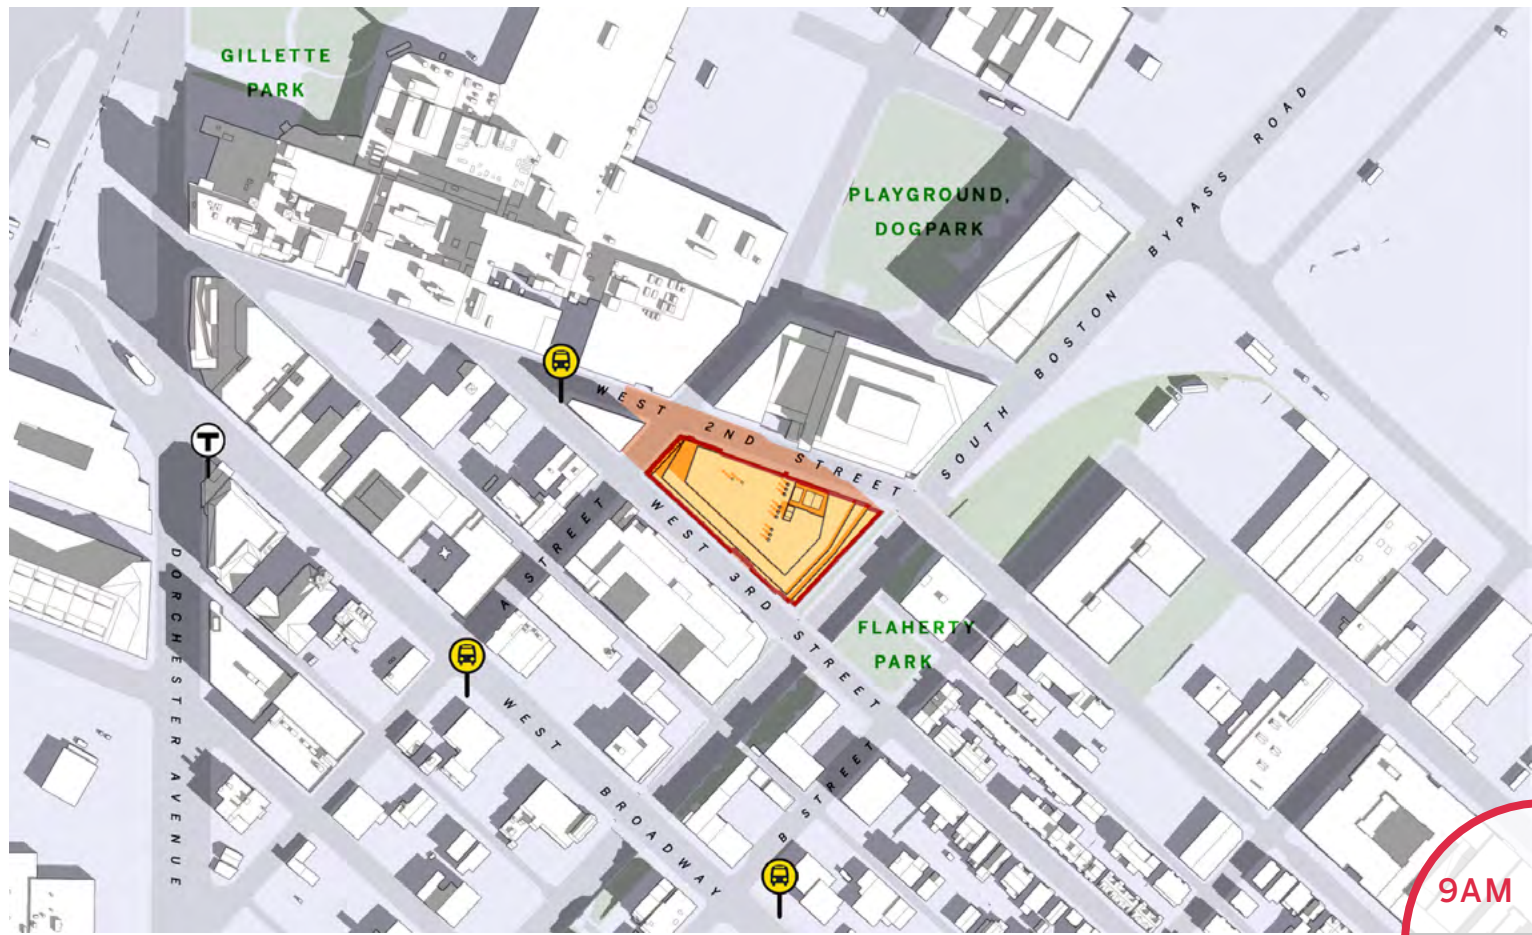 GILLETTE
PARK
SOUTH BOSTON BYPASS ROAD
PLAYGROUND,
DOGPARK
WEST 2ND STREET
T
WEST 3RD STREET
A STREET
DORCHESTER AVENUE
FLAHERTY
PARK
WEST BROADWAY
B STREET
9AM